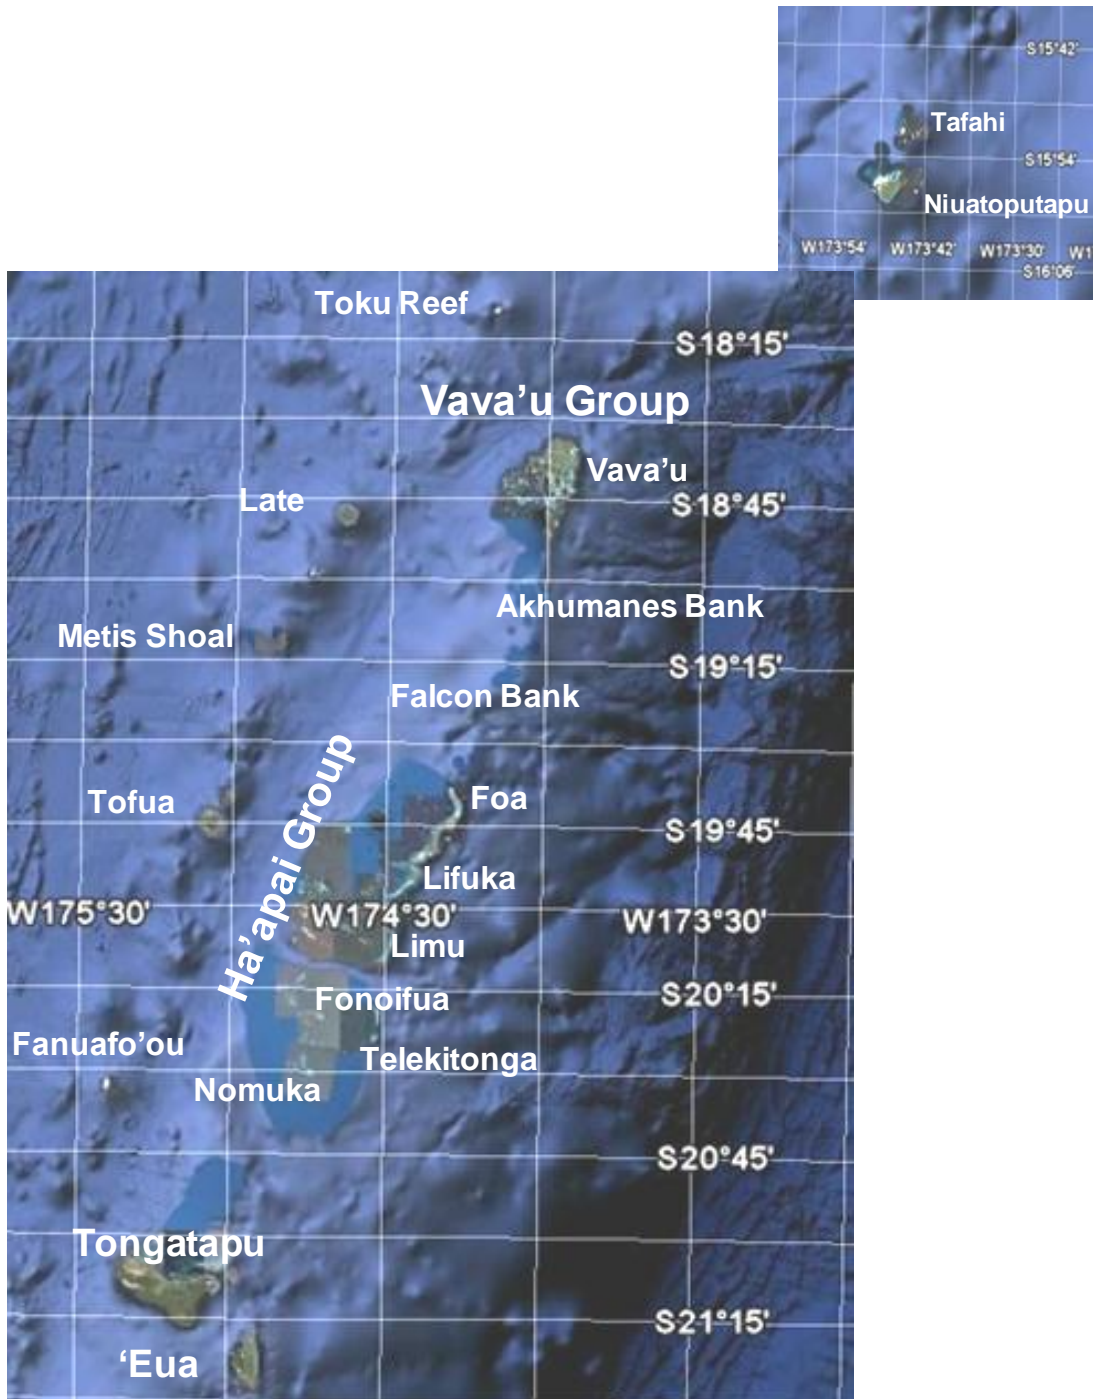 S15°42'
Tafahi
S15°54'
Niuatoputapu
W173°54' W173°42' W173°30' W1
S16°06'
Toku Reef
S18°15'
Vava’u Group
Vava’u
Late
S18°45'
Akhumanes Bank
Metis Shoal
S19°15'
Falcon Bank
Ha’apai Group
Tofua
Foa
S19°45'
Lifuka
W175°30' W174°30' W173°30'
Limu
Fonoifua
S20°15'
Fanuafo’ou
Telekitonga
Nomuka
S20°45'
Tongatapu
S21°15'
‘Eua